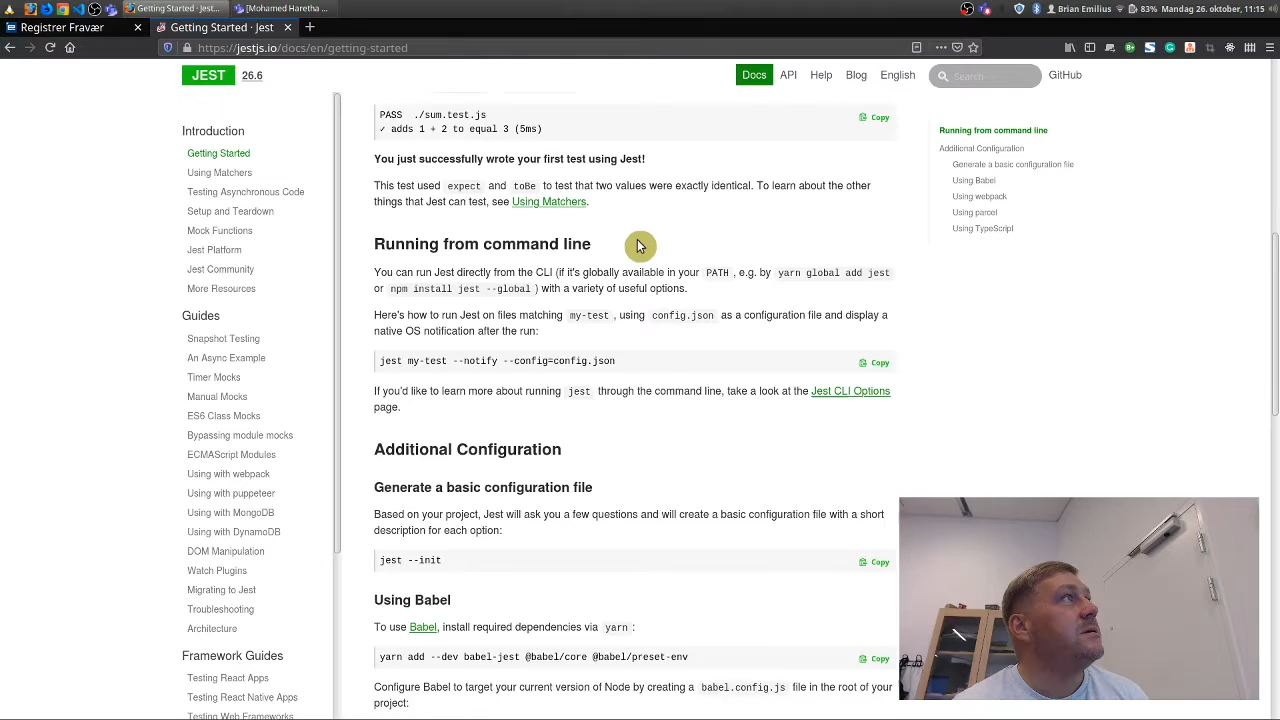 Getting Started · Jest
[Mohamed Haretha ...
Brian Emilius
83%
Mandag 26. oktober, 11:15
Registrer Fravær
Getting Started · Jest
https://jestjs.io/docs/en/getting-started
JEST
26.6
Docs
API
Help
Blog
English
Search
GitHub
Introduction
Getting Started
Using Matchers
Testing Asynchronous Code
Setup and Teardown
Mock Functions
Jest Platform
Jest Community
More Resources
Guides
Snapshot Testing
An Async Example
Timer Mocks
Manual Mocks
ES6 Class Mocks
Bypassing module mocks
ECMAScript Modules
Using with webpack
Using with puppeteer
Using with MongoDB
Using with DynamoDB
DOM Manipulation
Watch Plugins
Migrating to Jest
Troubleshooting
Architecture
Framework Guides
Testing React Apps
Testing React Native Apps
Testing Web Frameworks
PASS  ./sum.test.js
Copy
✓ adds 1 + 2 to equal 3 (5ms)
You just successfully wrote your first test using Jest!
This test used expect and toBe to test that two values were exactly identical. To learn about the other
things that Jest can test, see Using Matchers.
Running from command line
You can run Jest directly from the CLI (if it's globally available in your PATH, e.g. by yarn global add jest
or npm install jest --global) with a variety of useful options.
Here's how to run Jest on files matching my-test, using config.json as a configuration file and display a
native OS notification after the run:
jest my-test --notify --config=config.json
Copy
If you'd like to learn more about running jest through the command line, take a look at the Jest CLI Options
page.
Additional Configuration
Generate a basic configuration file
Based on your project, Jest will ask you a few questions and will create a basic configuration file with a short
description for each option:
jest --init
Copy
Using Babel
To use Babel, install required dependencies via yarn:
yarn add --dev babel-jest @babel/core @babel/preset-env
Copy
Configure Babel to target your current version of Node by creating a babel.config.js file in the root of your
project:
Running from command line
Additional Configuration
Generate a basic configuration file
Using Babel
Using webpack
Using parcel
Using TypeScript